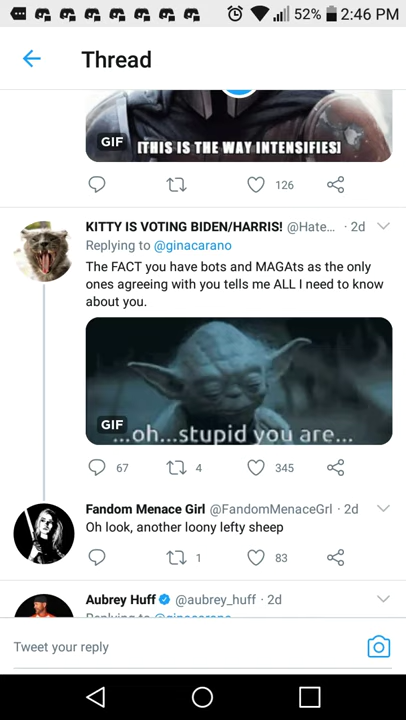 52% 2:46 PM
Thread
GIF
[THIS IS THE WAY INTENSIFIES]
126
KITTY IS VOTING BIDEN/HARRIS! @Hate... · 2d
Replying to @ginacarano
The FACT you have bots and MAGAts as the only
ones agreeing with you tells me ALL I need to know
about you.
GIF
...oh...stupid you are...
67 4 345
Fandom Menace Girl @FandomMenaceGrl · 2d
Oh look, another loony lefty sheep
1 83
Aubrey Huff @aubrey_huff · 2d
Replying to @ginacarano
Tweet your reply